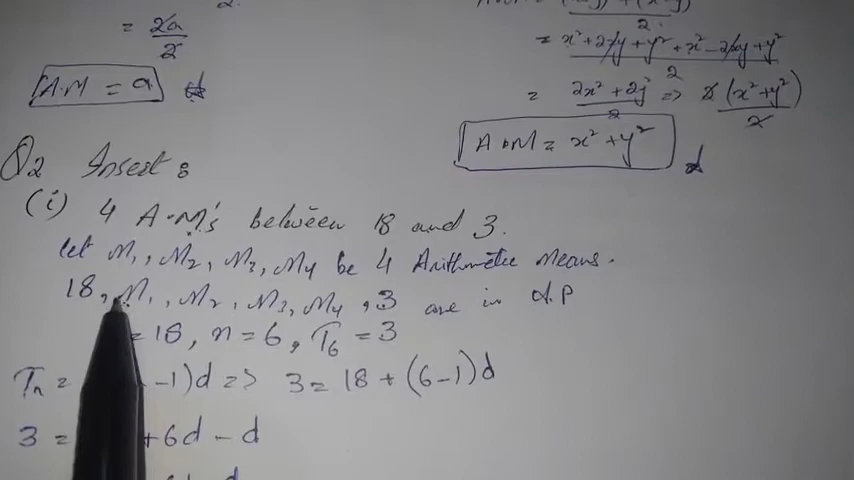 2.
= 2a/2
A.M = a
= x² + 2xy + y² + x² - 2xy + y²
2
= 2x² + 2y²/2 => 2(x² + y²)/2
A.M = x² + y²
Q2 Insert :
(i) 4 A.M's between 18 and 3.
let M₁, M₂, M₃, M₄ be 4 Arithmetic Means.
18, M₁, M₂, M₃, M₄, 3 are in A.P
= 18, n = 6, T₆ = 3
Tₙ = -1)d => 3 = 18 + (6-1)d
3 = + 6d - d